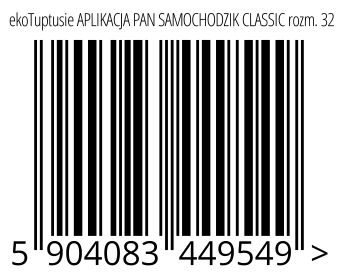 ekoTuptusie APLIKACJA PAN SAMOCHODZIK CLASSIC rozm. 32
5 904083 449549 >